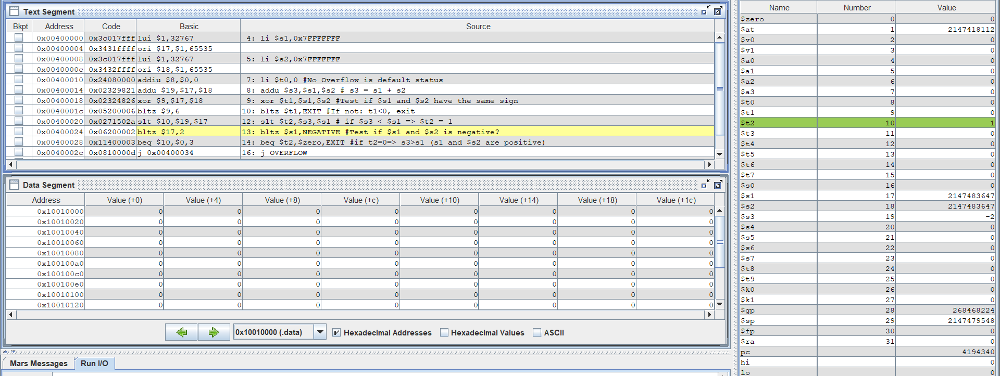 Text Segment
Bkpt Address Code Basic Source
0x00400000 0x3c017fff lui $1,32767 4: li $s1,0x7FFFFFFF
0x00400004 0x3431ffff ori $17,$1,65535
0x00400008 0x3c017fff lui $1,32767 5: li $s2,0x7FFFFFFF
0x0040000c 0x3432ffff ori $18,$1,65535
0x00400010 0x24080000 addiu $8,$0,0 7: li $t0,0 #No Overflow is default status
0x00400014 0x02329821 addu $19,$17,$18 8: addu $s3,$s1,$s2 # s3 = s1 + s2
0x00400018 0x02324826 xor $9,$17,$18 9: xor $t1,$s1,$s2 #Test if $s1 and $s2 have the same sign
0x0040001c 0x05200006 bltz $9,6 10: bltz $t1,EXIT #If not: t1<0, exit
0x00400020 0x0271502a slt $10,$19,$17 12: slt $t2,$s3,$s1 # if $s3 < $s1 => $t2 = 1
0x00400024 0x06200002 bltz $17,2 13: bltz $s1,NEGATIVE #Test if $s1 and $s2 is negative?
0x00400028 0x11400003 beq $10,$0,3 14: beq $t2,$zero,EXIT #if t2=0=> s3>s1 (s1 and $s2 are positive)
0x0040002c 0x0810000d j 0x00400034 16: j OVERFLOW
Data Segment
Address Value (+0) Value (+4) Value (+8) Value (+c) Value (+10) Value (+14) Value (+18) Value (+1c)
0x10010000 0 0 0 0 0 0 0 0
0x10010020 0 0 0 0 0 0 0 0
0x10010040 0 0 0 0 0 0 0 0
0x10010060 0 0 0 0 0 0 0 0
0x10010080 0 0 0 0 0 0 0 0
0x100100a0 0 0 0 0 0 0 0 0
0x100100c0 0 0 0 0 0 0 0 0
0x100100e0 0 0 0 0 0 0 0 0
0x10010100 0 0 0 0 0 0 0 0
0x10010120 0 0 0 0 0 0 0 0
0x10010000 (.data) Hexadecimal Addresses Hexadecimal Values ASCII
Mars Messages Run I/O
Name Number Value
$zero 0 0
$at 1 2147418112
$v0 2 0
$v1 3 0
$a0 4 0
$a1 5 0
$a2 6 0
$a3 7 0
$t0 8 0
$t1 9 0
$t2 10 1
$t3 11 0
$t4 12 0
$t5 13 0
$t6 14 0
$t7 15 0
$s0 16 0
$s1 17 2147483647
$s2 18 2147483647
$s3 19 -2
$s4 20 0
$s5 21 0
$s6 22 0
$s7 23 0
$t8 24 0
$t9 25 0
$k0 26 0
$k1 27 0
$gp 28 268468224
$sp 29 2147479548
$fp 30 0
$ra 31 0
pc 4194340
hi 0
lo 0